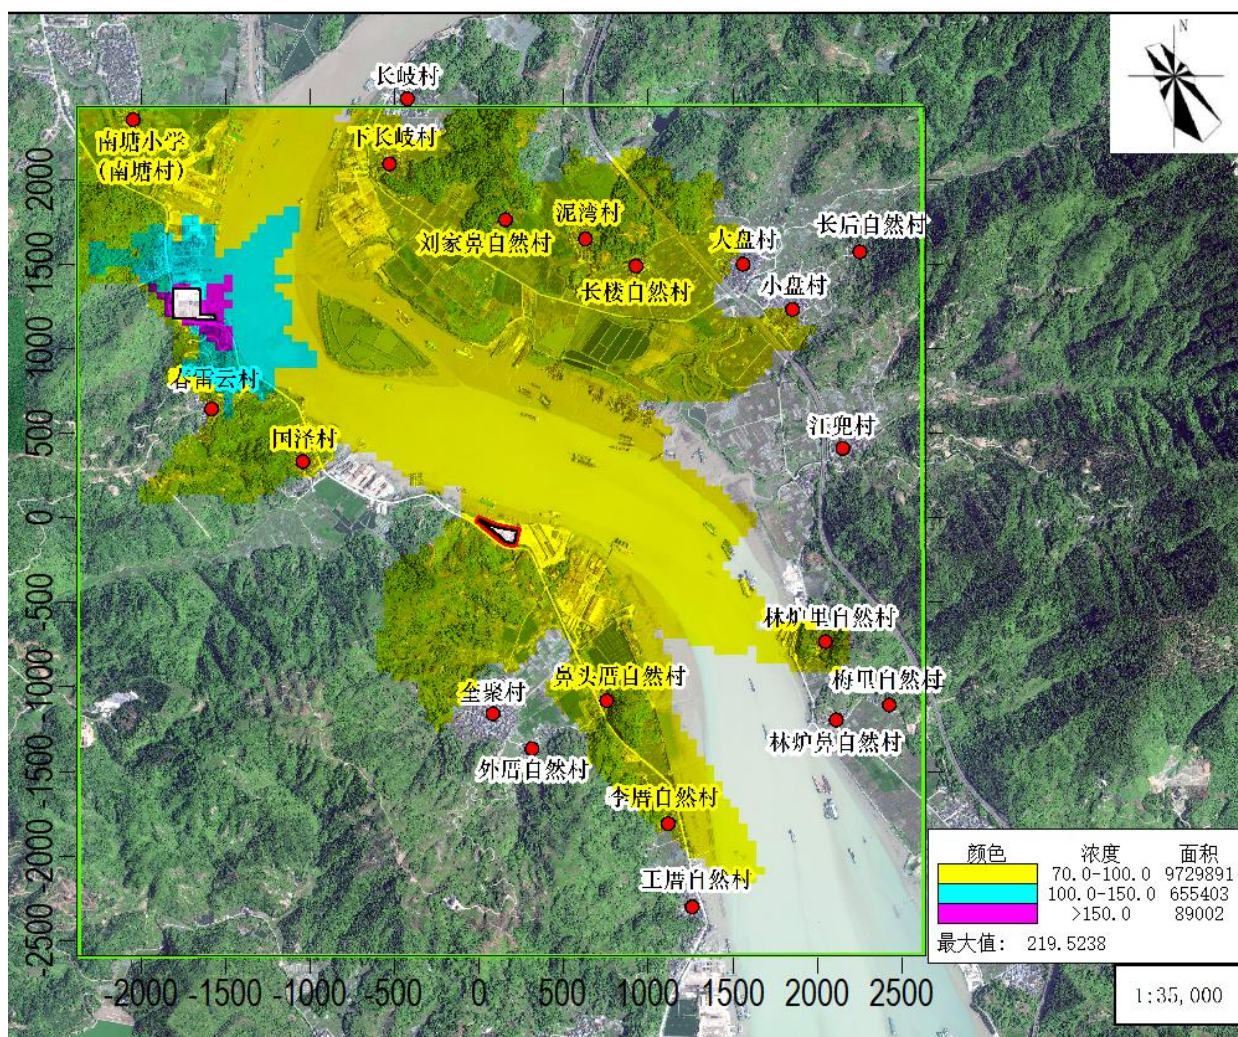 N
长岐村
南塘小学
(南塘村)
下长岐村
泥湾村
刘家鼻自然村
长楼自然村
大盘村
长后自然村
小盘村
春雷云村
国泽村
江兜村
林炉里自然村
梅里自然村
林炉鼻自然村
鼻头厝自然村
全聚村
外厝自然村
李厝自然村
工厝自然村
2000
1500
1000
500
0
-500
-1000
-1500
-2000
-2500
-2000 -1500 -1000 -500 0 500 1000 1500 2000 2500
颜色 浓度 面积
70.0-100.0 9729891
100.0-150.0 655403
>150.0 89002
最大值: 219.5238
1:35,000